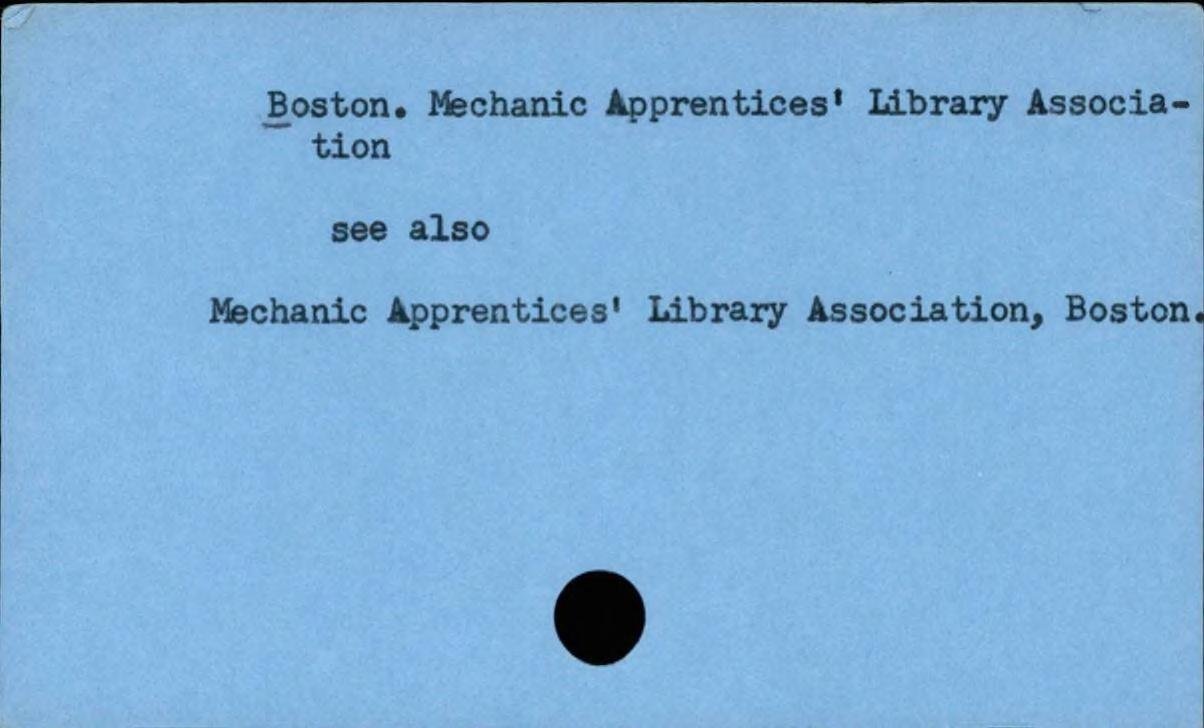 Boston. Mechanic Apprentices' Library Associa-
tion
see also
Mechanic Apprentices' Library Association, Boston.